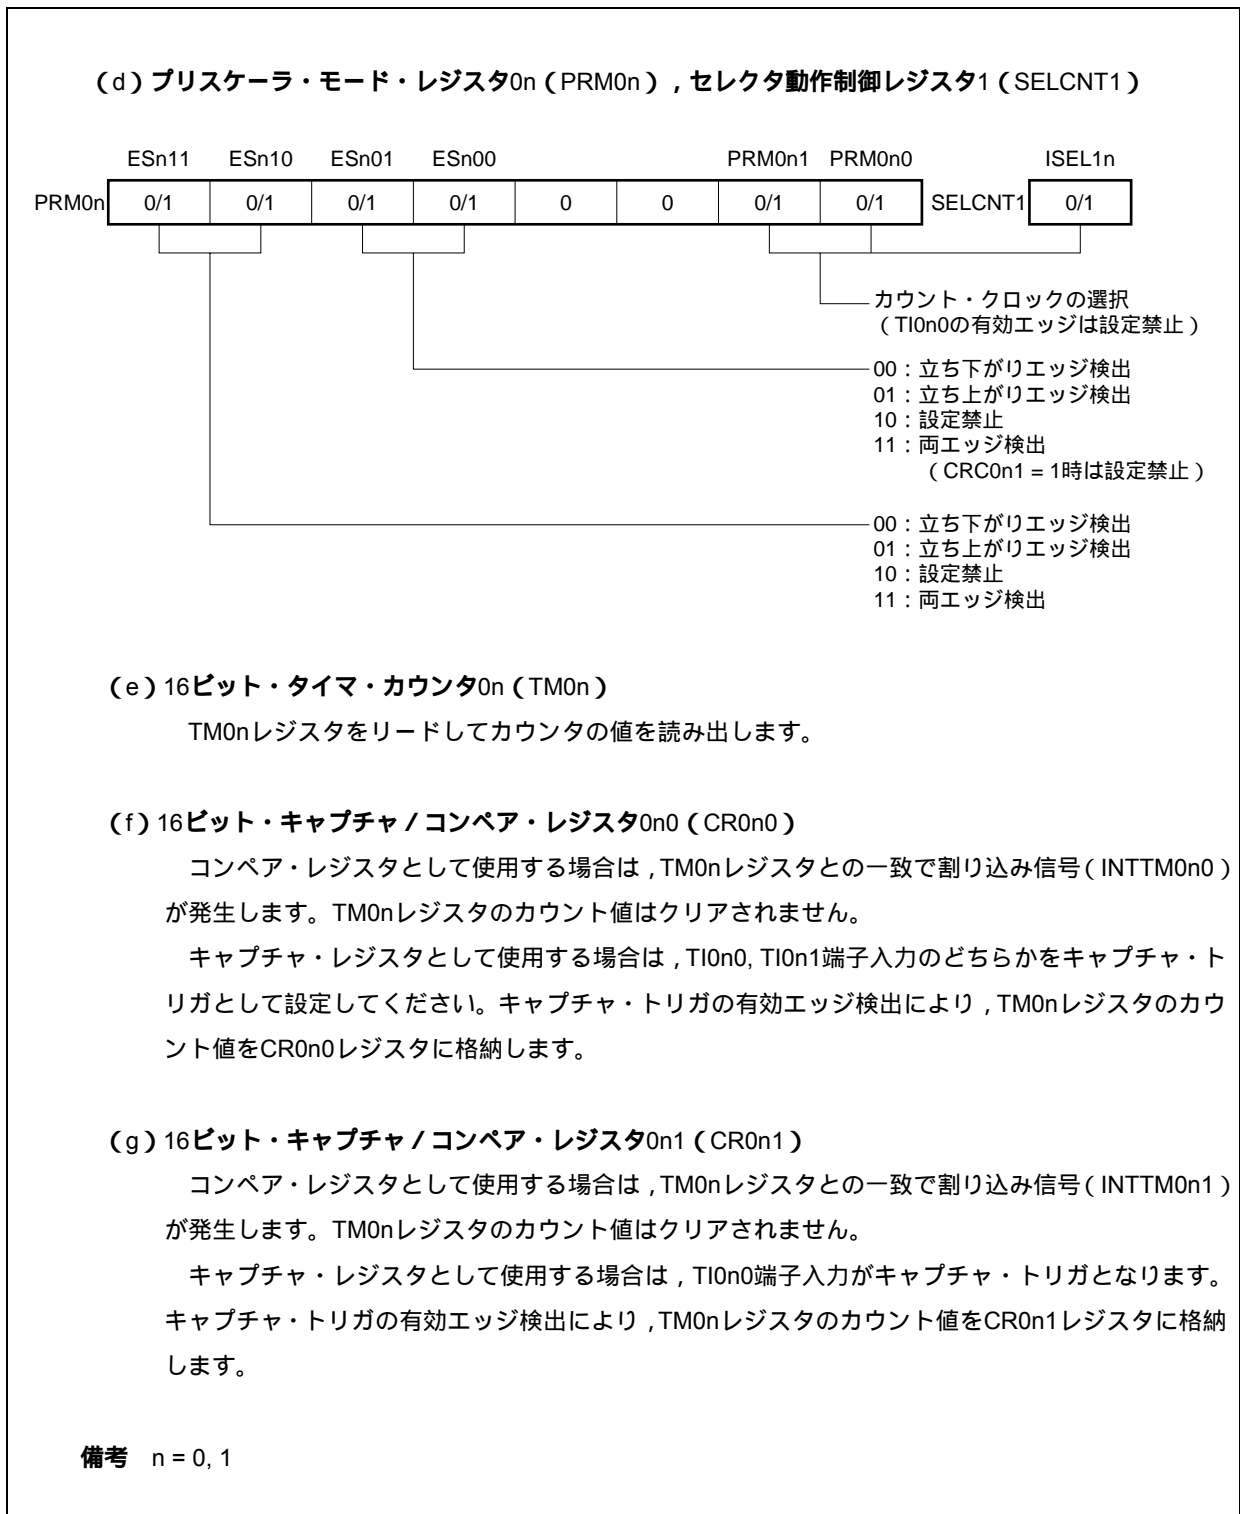 （d）プリスケーラ・モード・レジスタ0n（PRM0n），セレクタ動作制御レジスタ1（SELCNT1）
ESn11 ESn10 ESn01 ESn00 PRM0n1 PRM0n0 ISEL1n
PRM0n 0/1 0/1 0/1 0/1 0 0 0/1 0/1 SELCNT1 0/1
カウント・クロックの選択
（TI0n0の有効エッジは設定禁止）
00：立ち下がりエッジ検出
01：立ち上がりエッジ検出
10：設定禁止
11：両エッジ検出
（CRC0n1 = 1時は設定禁止）
00：立ち下がりエッジ検出
01：立ち上がりエッジ検出
10：設定禁止
11：両エッジ検出
（e）16ビット・タイマ・カウンタ0n（TM0n）
TM0nレジスタをリードしてカウンタの値を読み出します。
（f）16ビット・キャプチャ／コンペア・レジスタ0n0（CR0n0）
コンペア・レジスタとして使用する場合は，TM0nレジスタとの一致で割り込み信号（INTTM0n0）
が発生します。TM0nレジスタのカウント値はクリアされません。
キャプチャ・レジスタとして使用する場合は，TI0n0, TI0n1端子入力のどちらかをキャプチャ・ト
リガとして設定してください。キャプチャ・トリガの有効エッジ検出により，TM0nレジスタのカウ
ント値をCR0n0レジスタに格納します。
（g）16ビット・キャプチャ／コンペア・レジスタ0n1（CR0n1）
コンペア・レジスタとして使用する場合は，TM0nレジスタとの一致で割り込み信号（INTTM0n1）
が発生します。TM0nレジスタのカウント値はクリアされません。
キャプチャ・レジスタとして使用する場合は，TI0n0端子入力がキャプチャ・トリガとなります。
キャプチャ・トリガの有効エッジ検出により，TM0nレジスタのカウント値をCR0n1レジスタに格納
します。
備考 n = 0, 1